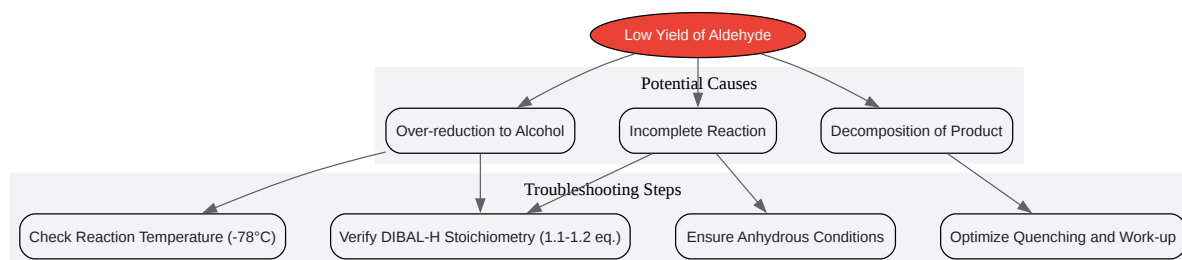 Low Yield of Aldehyde
Potential Causes
Over-reduction to Alcohol
Incomplete Reaction
Decomposition of Product
Troubleshooting Steps
Check Reaction Temperature (-78°C)
Verify DIBAL-H Stoichiometry (1.1-1.2 eq.)
Ensure Anhydrous Conditions
Optimize Quenching and Work-up